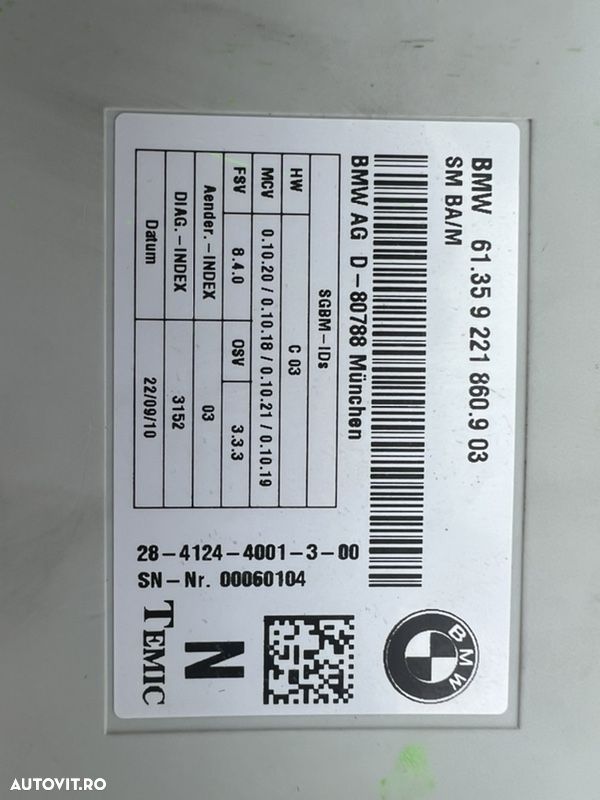 BMW 61.35 9 221 860.9 03
SM BA/M
BMW AG D-80788 München
SGBM-IDs
HW C 03
MCV 0.10.20 / 0.10.18 / 0.10.21 / 0.10.19
FSV 8.4.0 OSV 3.3.3
Aender.-INDEX 03
DIAG.-INDEX 3152
Datum 22/09/10
28-4124-4001-3-00
SN-Nr. 00060104
TEMIC
N
BMW
AUTOVIT.RO